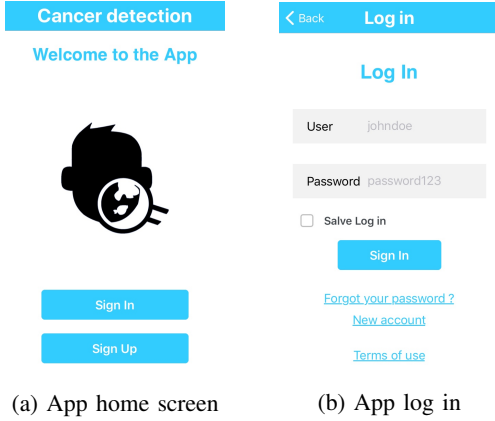 Cancer detection
Welcome to the App
Sign In
Sign Up
(a) App home screen
Back Log in
Log In
User johndoe
Password password123
Salve Log in
Sign In
Forgot your password ?
New account
Terms of use
(b) App log in